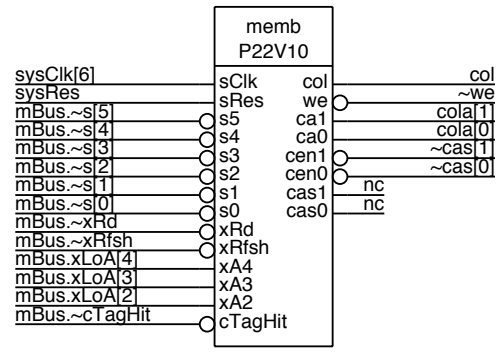 memb
P22V10
sysClk[6] sClk col col
sysRes sRes we ~we
mBus.~s[5] s5 ca1 cola[1]
mBus.~s[4] s4 ca0 cola[0]
mBus.~s[3] s3 cen1 ~cas[1]
mBus.~s[2] s2 cen0 ~cas[0]
mBus.~s[1] s1 cas1 nc
mBus.~s[0] s0 cas0 nc
mBus.~xRd xRd
mBus.~xRfsh xRfsh
mBus.xLoA[4] xA4
mBus.xLoA[3] xA3
mBus.xLoA[2] xA2
mBus.~cTagHit cTagHit